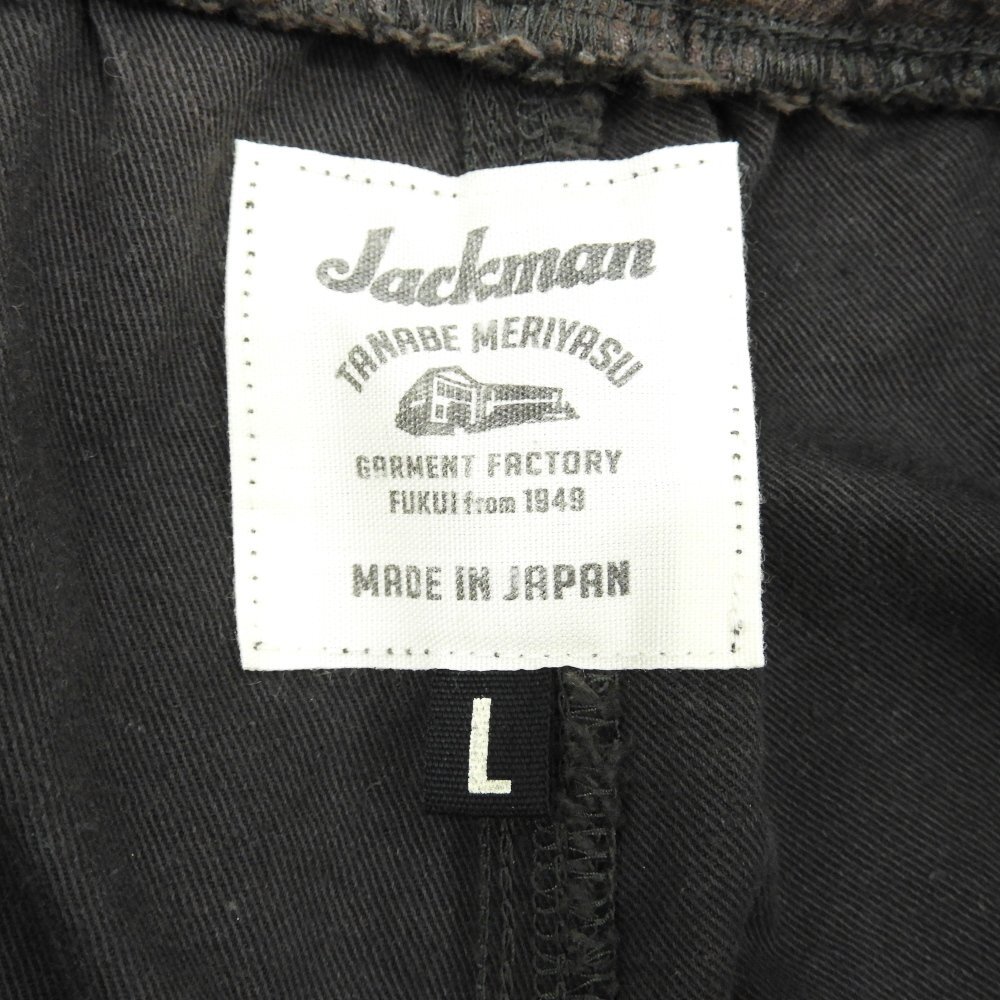 Jackman
TANABE MERIYASU
GARMENT FACTORY
FUKUI from 1949
MADE IN JAPAN
L